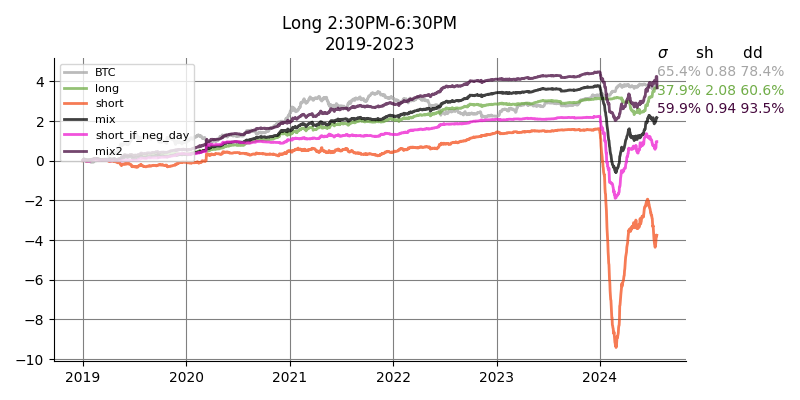 Long 2:30PM-6:30PM
2019-2023
σ sh dd
65.4% 0.88 78.4%
37.9% 2.08 60.6%
59.9% 0.94 93.5%
BTC
long
short
mix
short_if_neg_day
mix2
4
2
0
−2
−4
−6
−8
−10
2019 2020 2021 2022 2023 2024